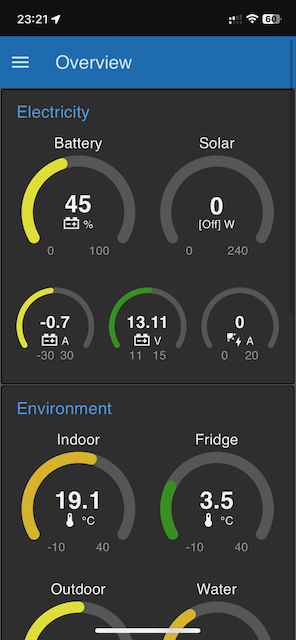 23:21
60
Overview
Electricity
Battery Solar
45 0
% [Off] W
0 100 0 240
-0.7 13.11 0
A V A
-30 30 11 15 0 20
Environment
Indoor Fridge
19.1 3.5
°C °C
-10 40 -10 40
Outdoor Water